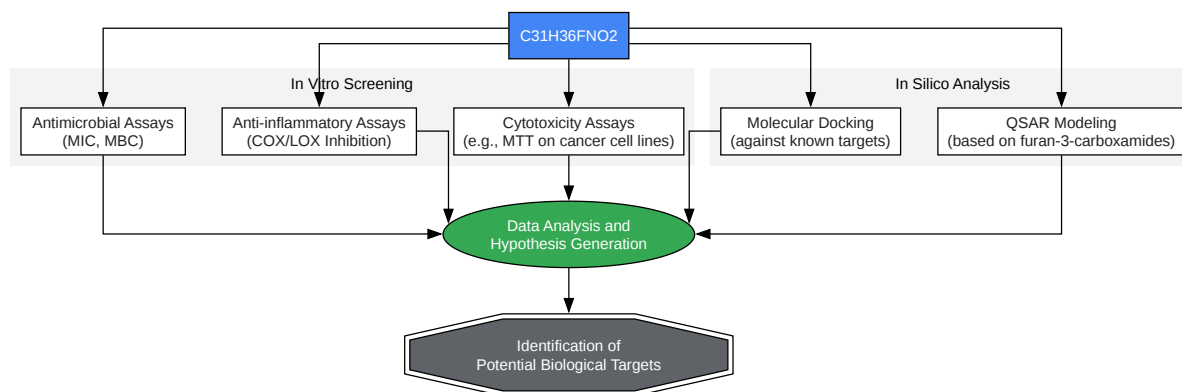 C31H36FNO2
In Vitro Screening
In Silico Analysis
Antimicrobial Assays
(MIC, MBC)
Anti-inflammatory Assays
(COX/LOX Inhibition)
Cytotoxicity Assays
(e.g., MTT on cancer cell lines)
Molecular Docking
(against known targets)
QSAR Modeling
(based on furan-3-carboxamides)
Data Analysis and
Hypothesis Generation
Identification of
Potential Biological Targets